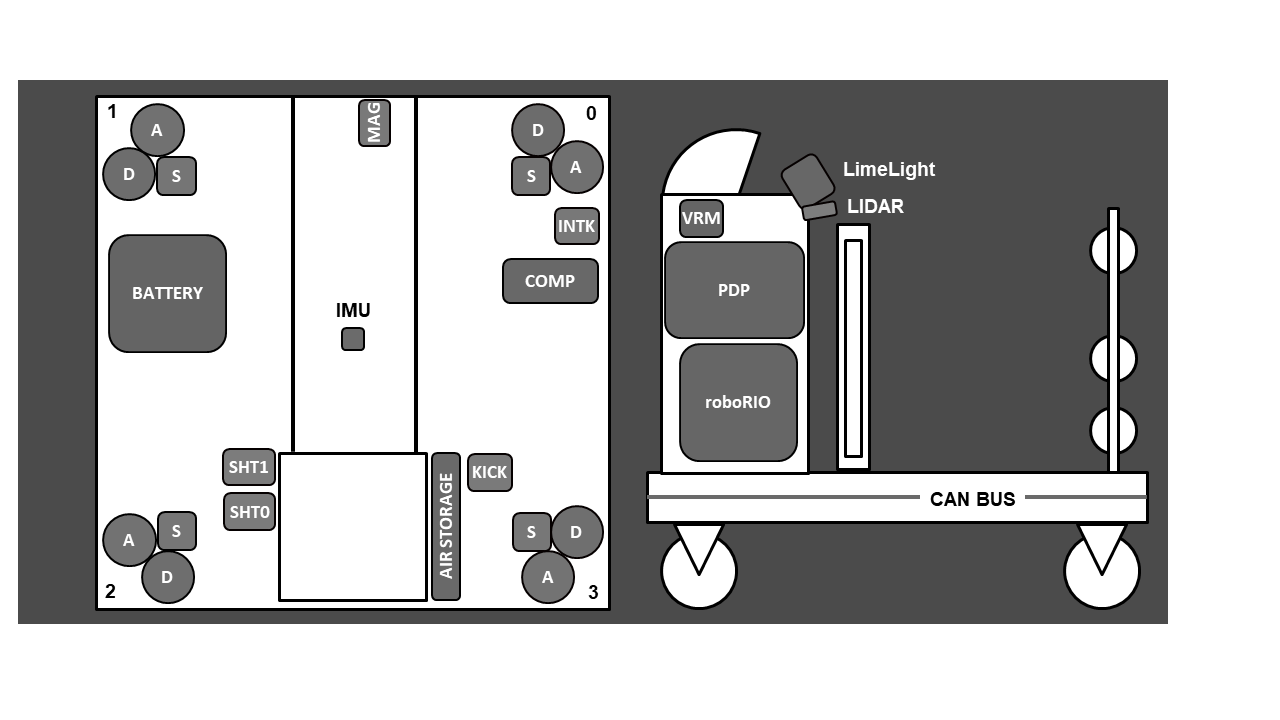 1
A
D
S
MAG
D
0
S
A
INTK
BATTERY
COMP
IMU
SHT1
SHT0
AIR STORAGE
KICK
A
S
D
2
S
D
A
3
LimeLight
LIDAR
VRM
PDP
roboRIO
CAN BUS